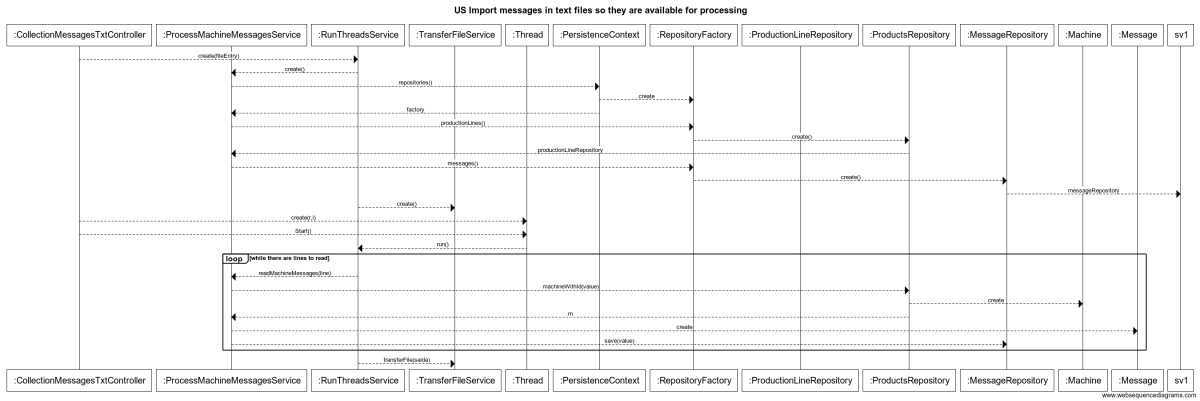 US Import messages in text files so they are available for processing
:CollectionMessagesTxtController :ProcessMachineMessagesService :RunThreadsService :TransferFileService :Thread :PersistenceContext :RepositoryFactory :ProductionLineRepository :ProductsRepository :MessageRepository :Machine :Message sv1
create(fileEntry)
create()
repositories()
create
factory
productionLines()
create()
productionLineRepository
messages()
create()
messageRepository
create()
create(r,i)
Start()
run()
loop [while there are lines to read]
readMachineMessages(line)
machineWithId(value)
create
m
create
save(value)
transferFile(saida)
:CollectionMessagesTxtController :ProcessMachineMessagesService :RunThreadsService :TransferFileService :Thread :PersistenceContext :RepositoryFactory :ProductionLineRepository :ProductsRepository :MessageRepository :Machine :Message sv1
www.websequencediagrams.com